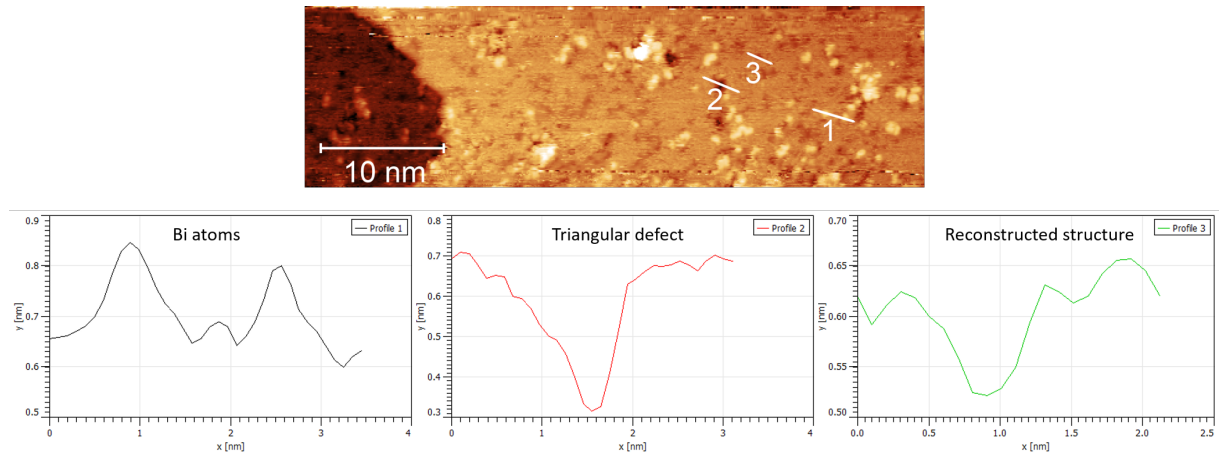 3
2
1
10 nm
Bi atoms
Profile 1
0.9
0.8
0.7
0.6
0.5
y [nm]
0 1 2 3 4
x [nm]
Triangular defect
Profile 2
0.8
0.7
0.6
0.5
0.4
0.3
y [nm]
0 1 2 3 4
x [nm]
Reconstructed structure
Profile 3
0.70
0.65
0.60
0.55
0.50
y [nm]
0.0 0.5 1.0 1.5 2.0 2.5
x [nm]